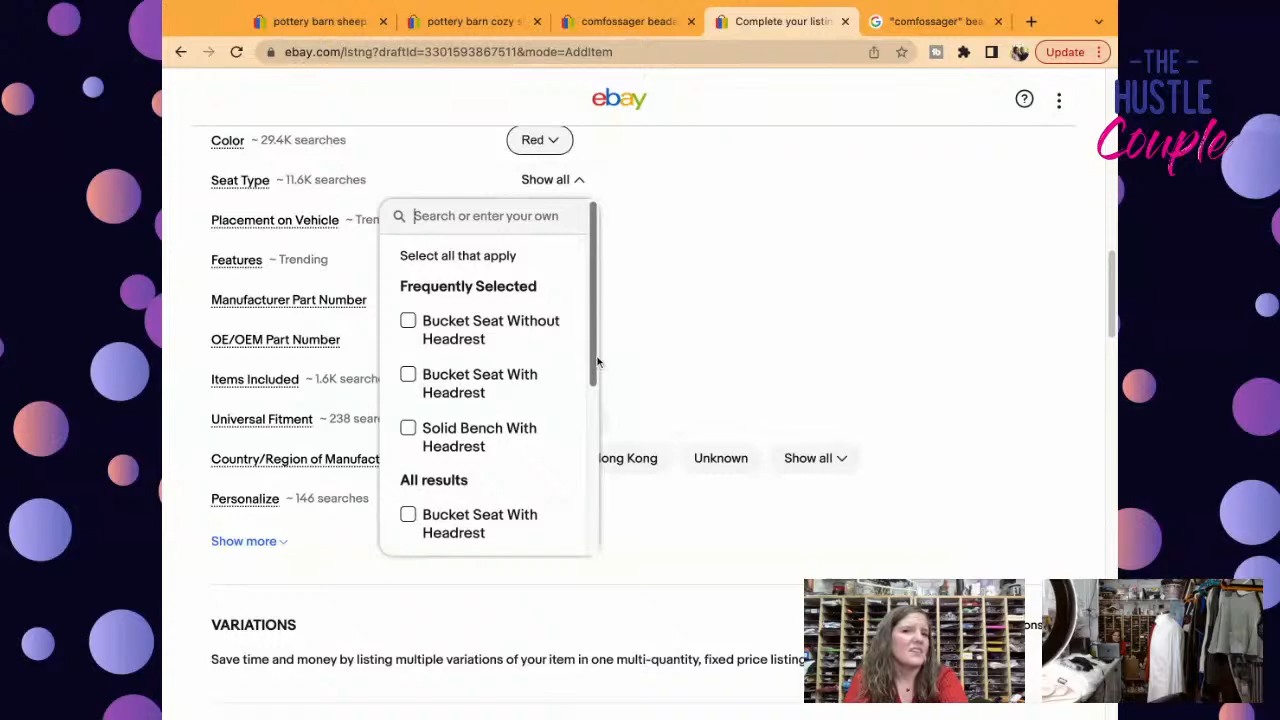 pottery barn sheep
pottery barn cozy s
comfossager beade
Complete your listin
"comfossager" bea
ebay.com/lstng?draftId=3301593867511&mode=AddItem
Update
-THE-
HUSTLE
Couple
ebay
Color ~ 29.4K searches
Red
Seat Type ~ 11.6K searches
Show all
Placement on Vehicle ~ Tren
Search or enter your own
Features ~ Trending
Select all that apply
Manufacturer Part Number
Frequently Selected
OE/OEM Part Number
Bucket Seat Without
Headrest
Items Included ~ 1.6K search
Bucket Seat With
Headrest
Universal Fitment ~ 238 sear
Solid Bench With
Headrest
Country/Region of Manufact
ong Kong
Unknown
Show all
All results
Personalize ~ 146 searches
Bucket Seat With
Headrest
Show more
VARIATIONS
ons
Save time and money by listing multiple variations of your item in one multi-quantity, fixed price listing